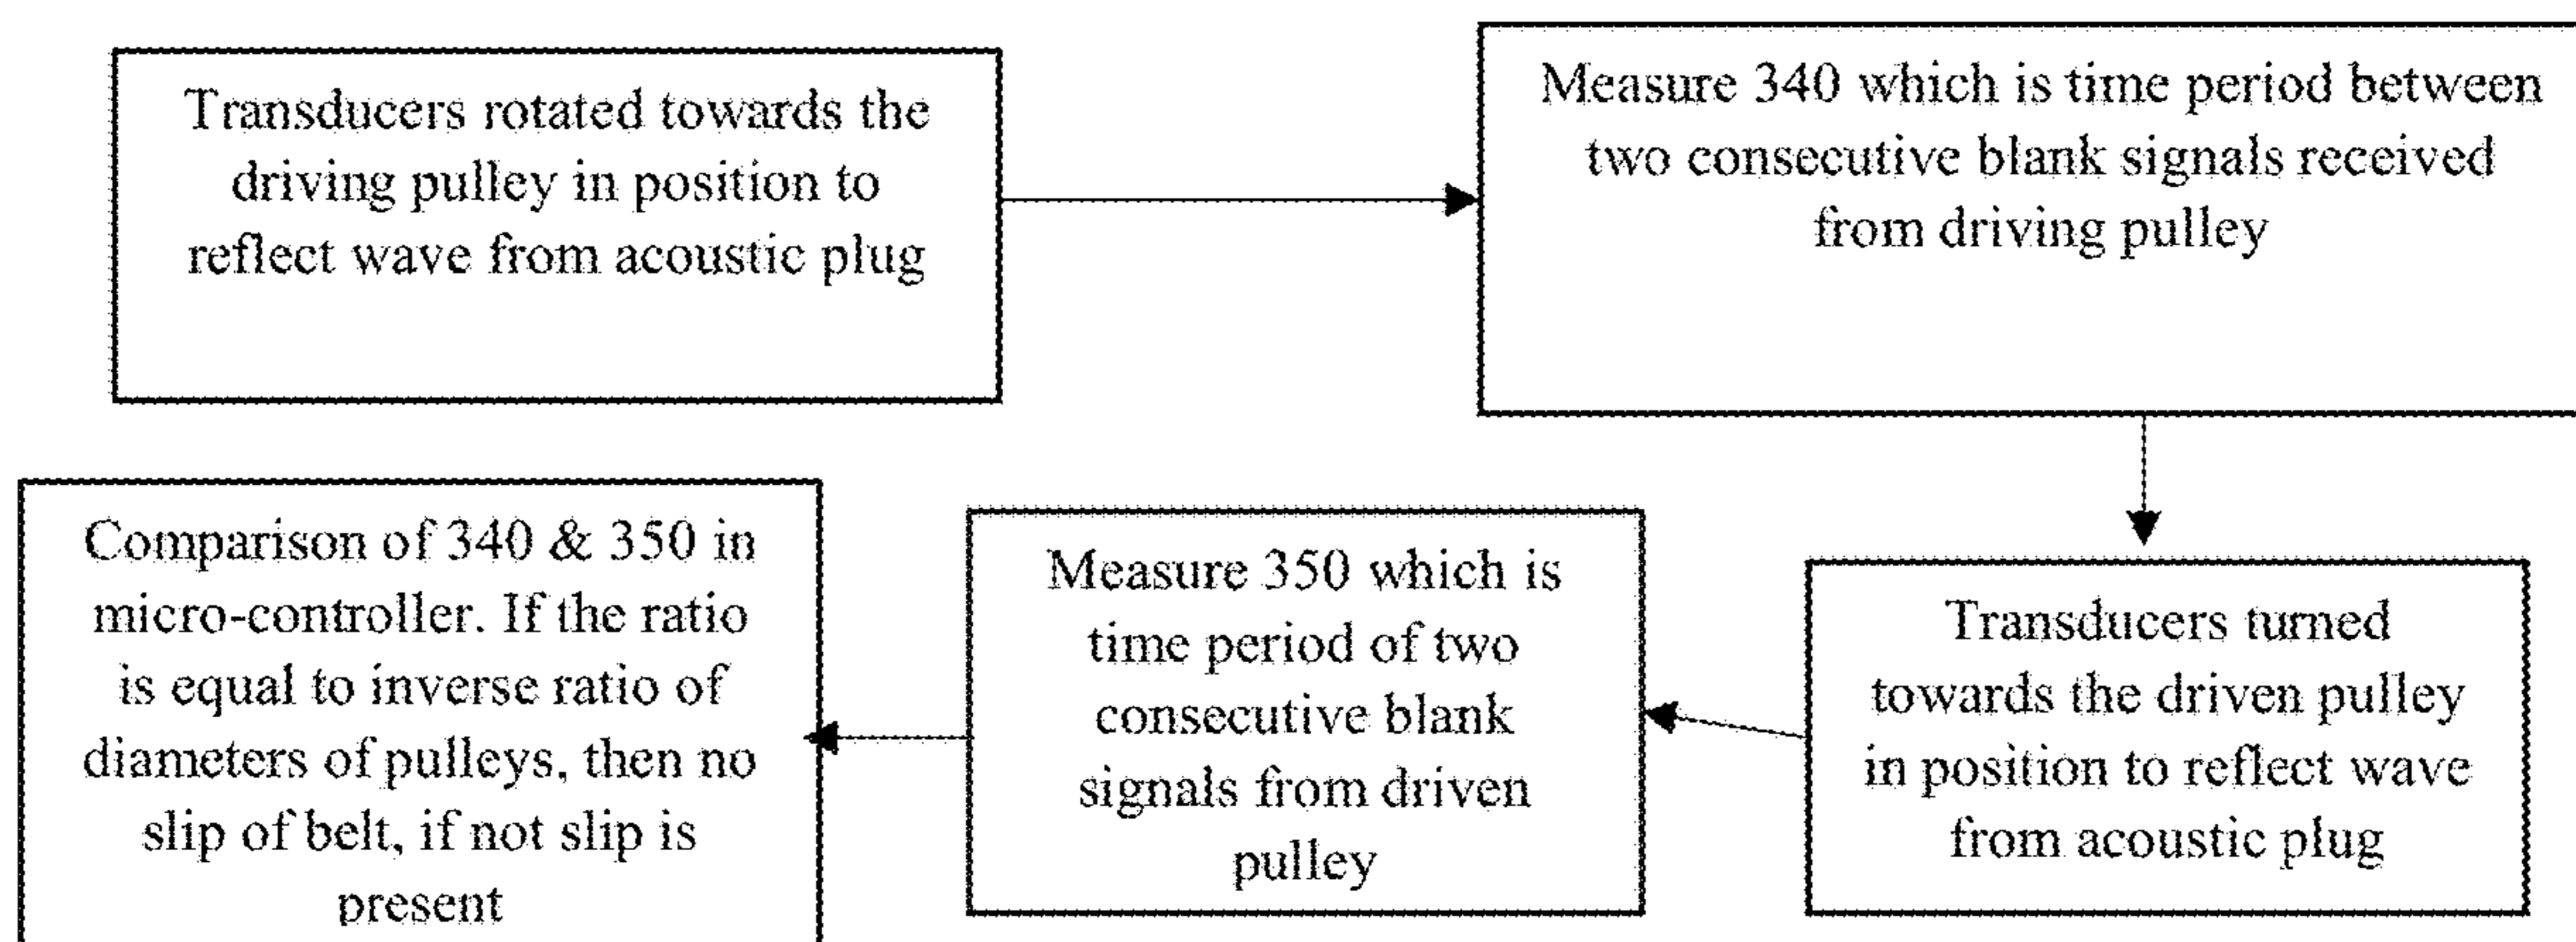 Transducers rotated towards the
driving pulley in position to
reflect wave from acoustic plug
Measure 340 which is time period between
two consecutive blank signals received
from driving pulley
Transducers turned
towards the driven pulley
in position to reflect wave
from acoustic plug
Measure 350 which is
time period of two
consecutive blank
signals from driven
pulley
Comparison of 340 & 350 in
micro-controller. If the ratio
is equal to inverse ratio of
diameters of pulleys, then no
slip of belt, if not slip is
present